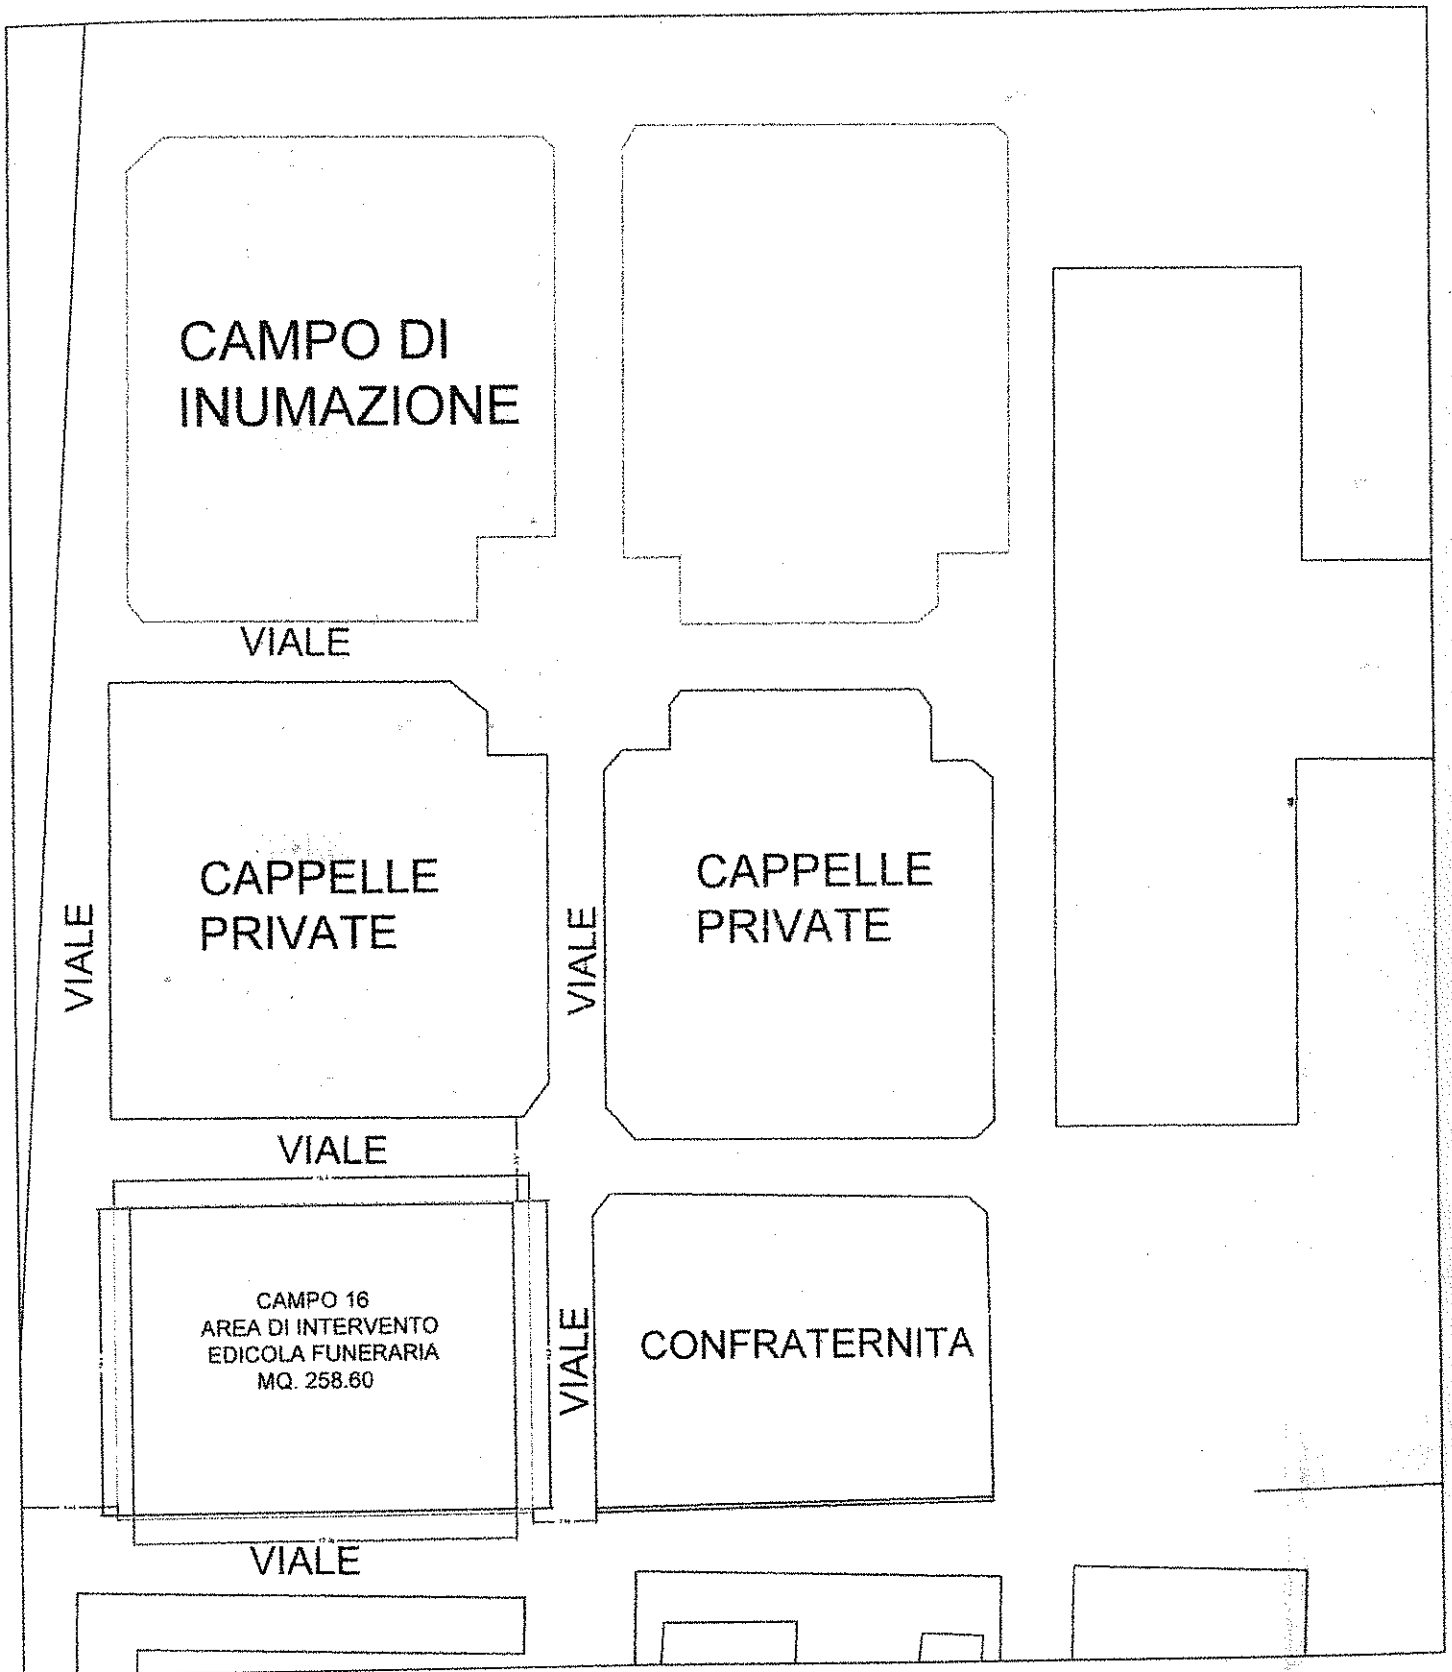 CAMPO DI
INUMAZIONE
VIALE
CAPPELLE
PRIVATE
CAPPELLE
PRIVATE
VIALE
VIALE
VIALE
CAMPO 16
AREA DI INTERVENTO
EDICOLA FUNERARIA
MQ. 258.60
VIALE
CONFRATERNITA
VIALE